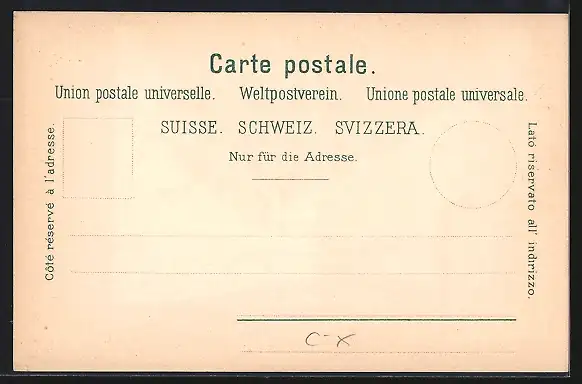 Carte postale.
Union postale universelle. Weltpostverein. Unione postale universale.
SUISSE. SCHWEIZ. SVIZZERA.
Nur für die Adresse.
Côté réservé à l'adresse.
Lato riservato all' indirizzo.
C-X